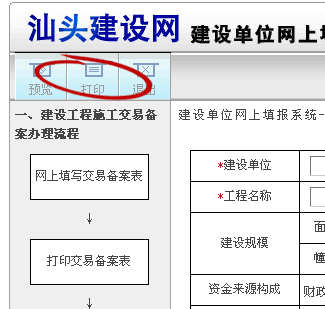 汕头建设网 建设单位网上填
预览 打印 退出
一、建设工程施工交易备
案办理流程
网上填写交易备案表
↓
打印交易备案表
↓
建设单位网上填报系统-
*建设单位
*工程名称
建设规模
面
幢
资金来源构成 财政